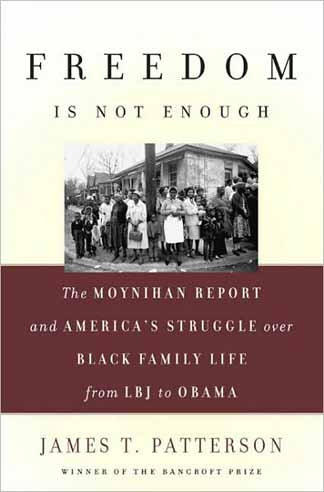 FREEDOM
IS NOT ENOUGH
The MOYNIHAN REPORT
and AMERICA'S STRUGGLE over
BLACK FAMILY LIFE
from LBJ to OBAMA
JAMES T. PATTERSON
WINNER OF THE BANCROFT PRIZE